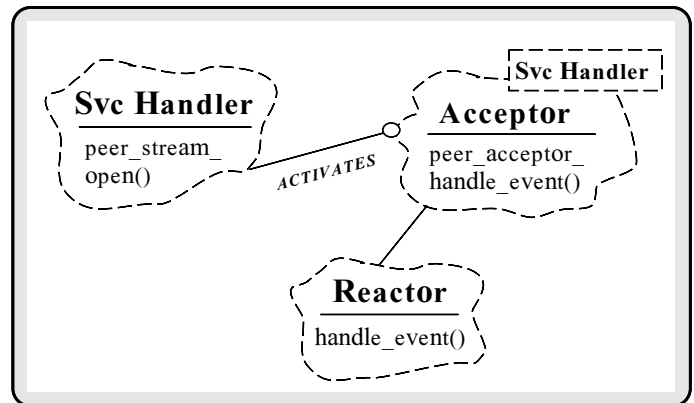 Svc Handler
Svc Handler
peer_stream_
open()
ACTIVATES
Acceptor
peer_acceptor_
handle_event()
Reactor
handle_event()